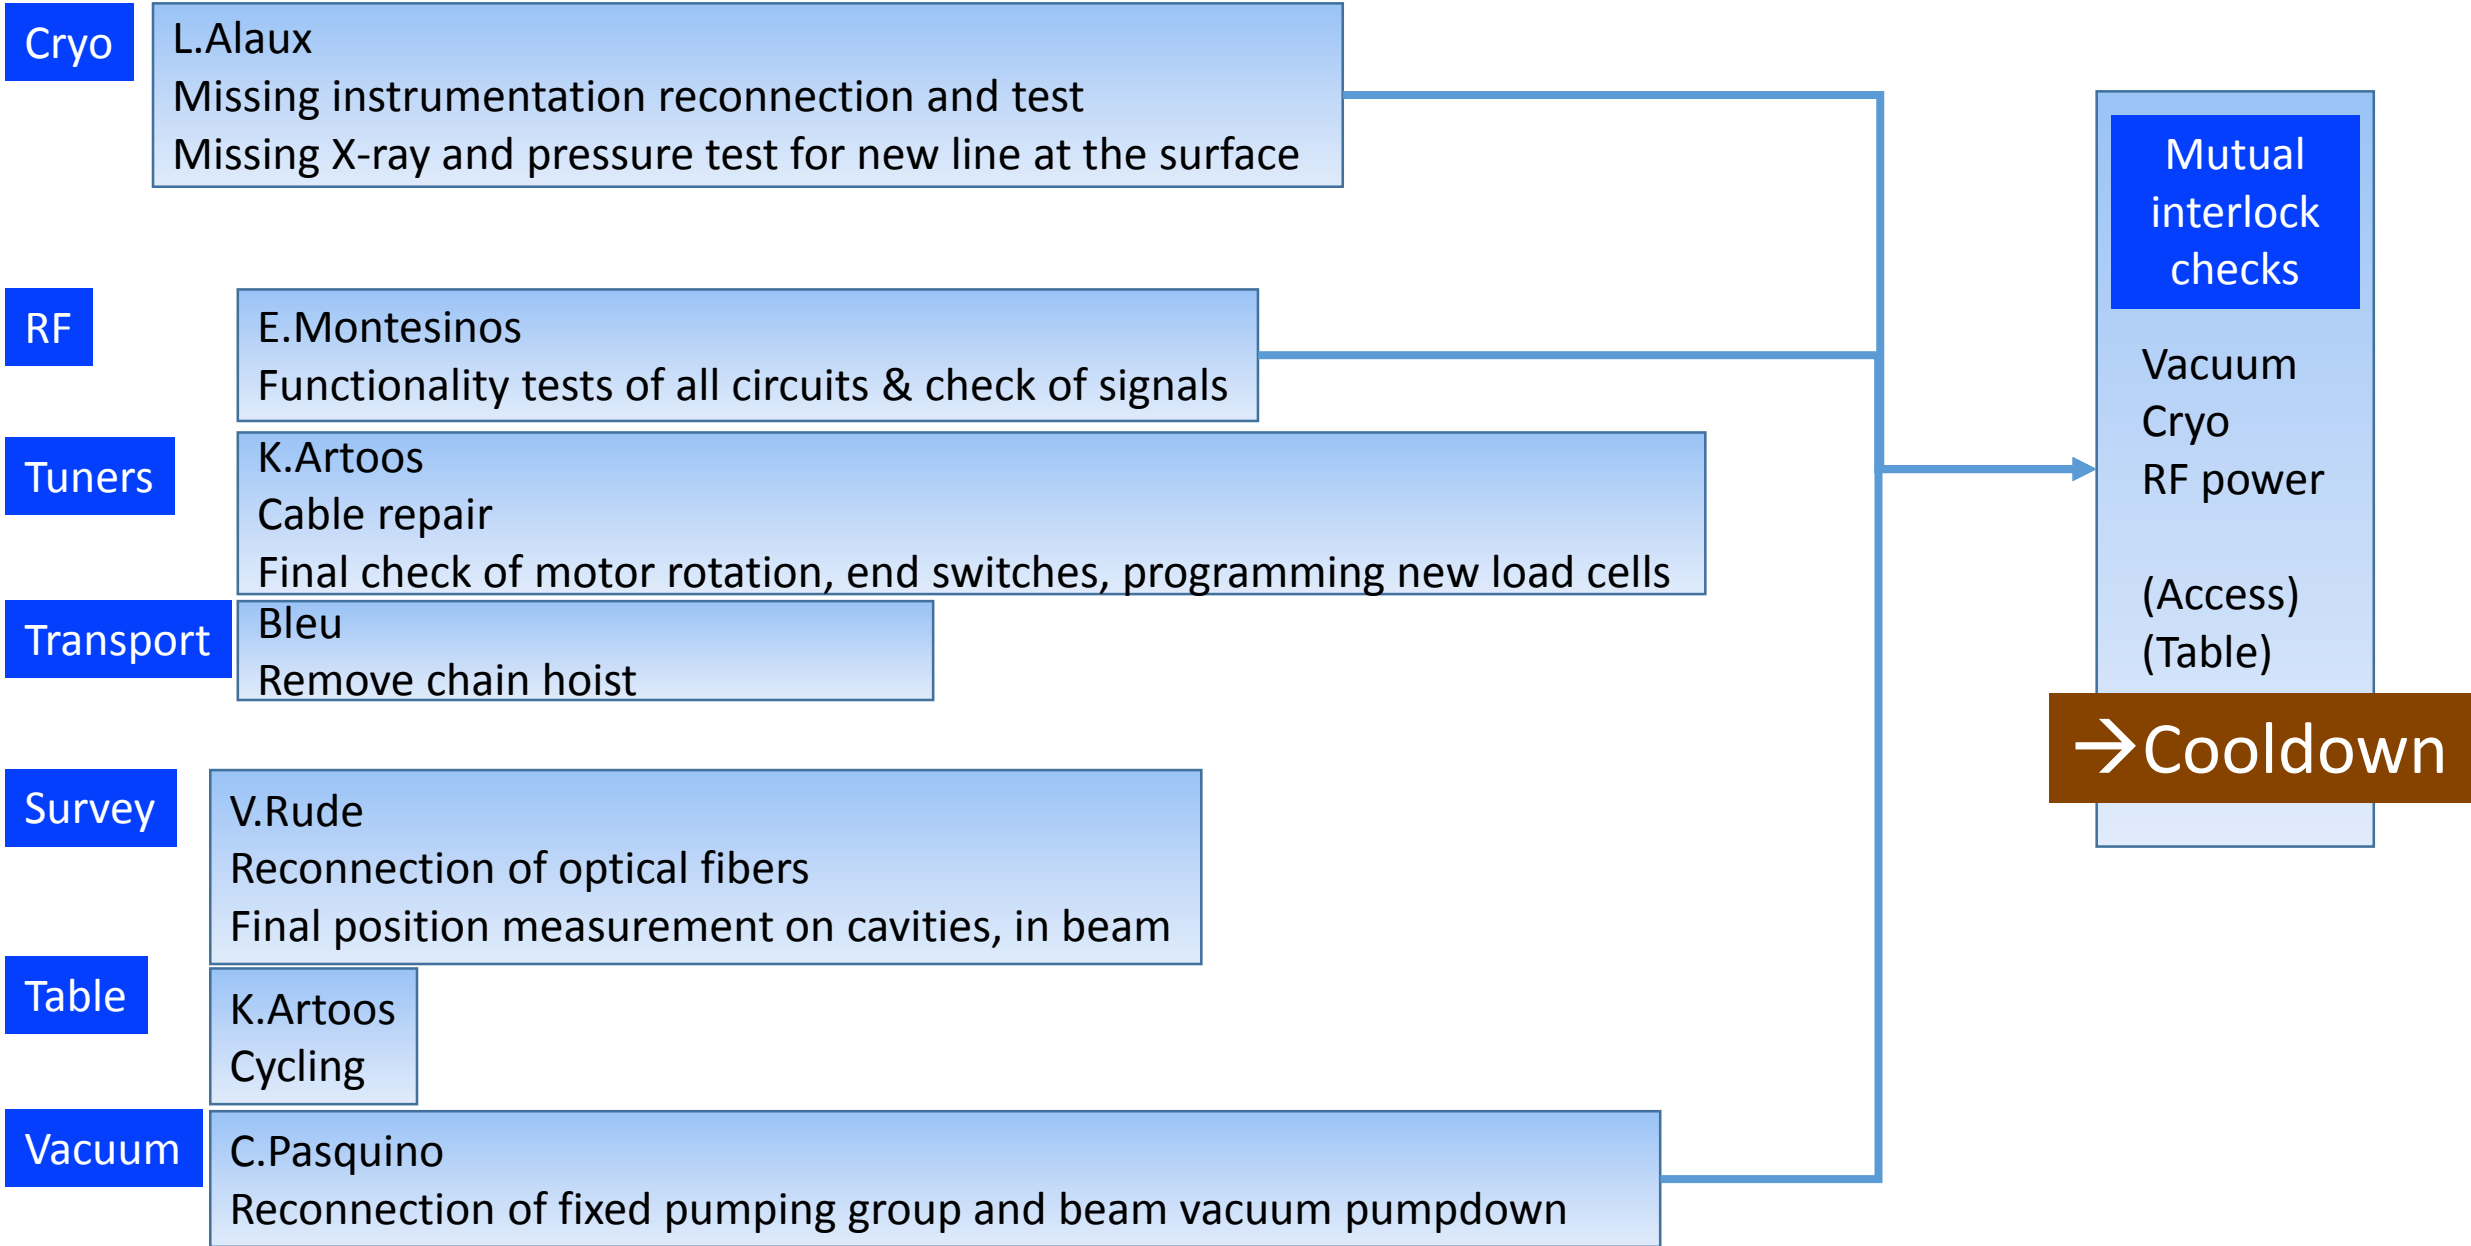 Cryo
L.Alaux
Missing instrumentation reconnection and test
Missing X-ray and pressure test for new line at the surface
RF
E.Montesinos
Functionality tests of all circuits & check of signals
Tuners
K.Artoos
Cable repair
Final check of motor rotation, end switches, programming new load cells
Transport
Bleu
Remove chain hoist
Survey
V.Rude
Reconnection of optical fibers
Final position measurement on cavities, in beam
Table
K.Artoos
Cycling
Vacuum
C.Pasquino
Reconnection of fixed pumping group and beam vacuum pumpdown
Mutual
interlock
checks
Vacuum
Cryo
RF power
(Access)
(Table)
→Cooldown